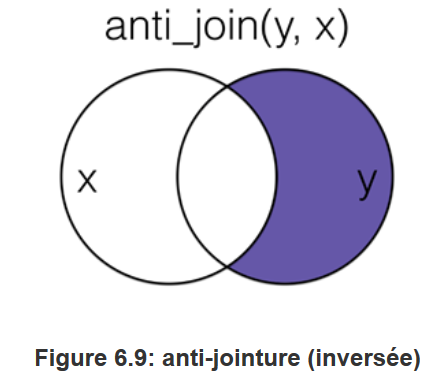 anti_join(y, x)
x
y
Figure 6.9: anti-jointure (inversée)